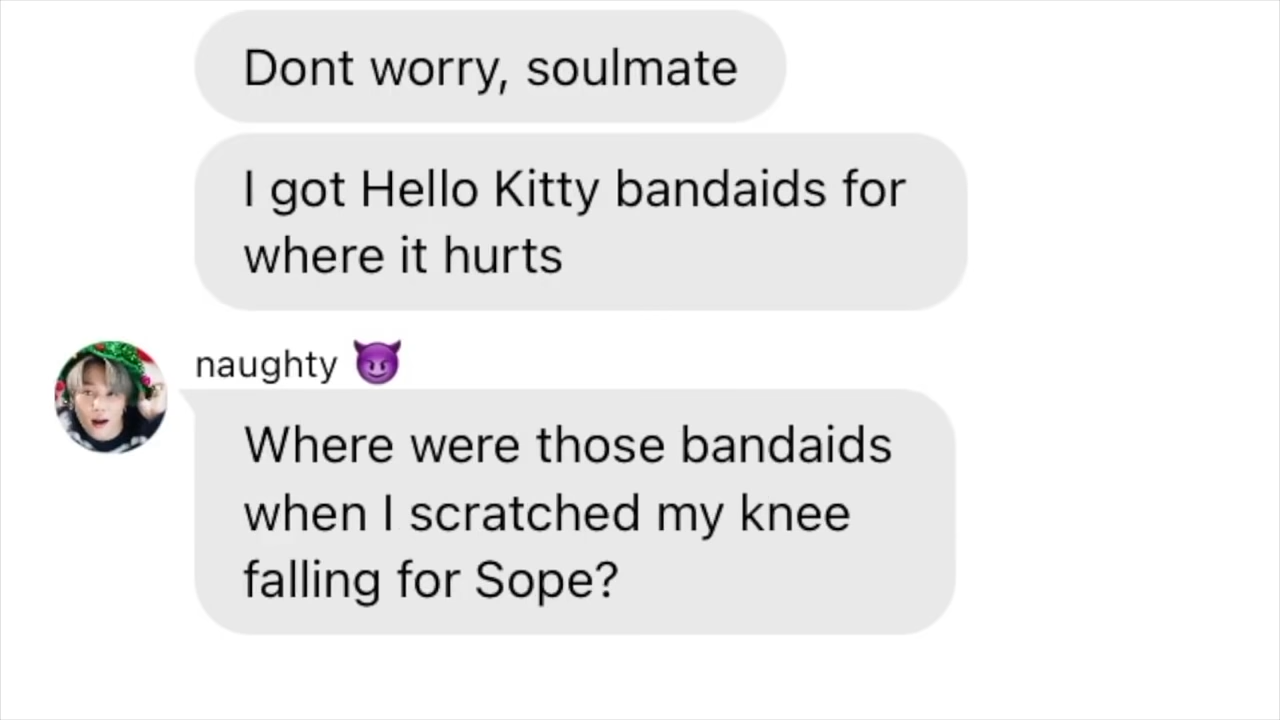 Dont worry, soulmate
I got Hello Kitty bandaids for
where it hurts
naughty 😈
Where were those bandaids
when I scratched my knee
falling for Sope?